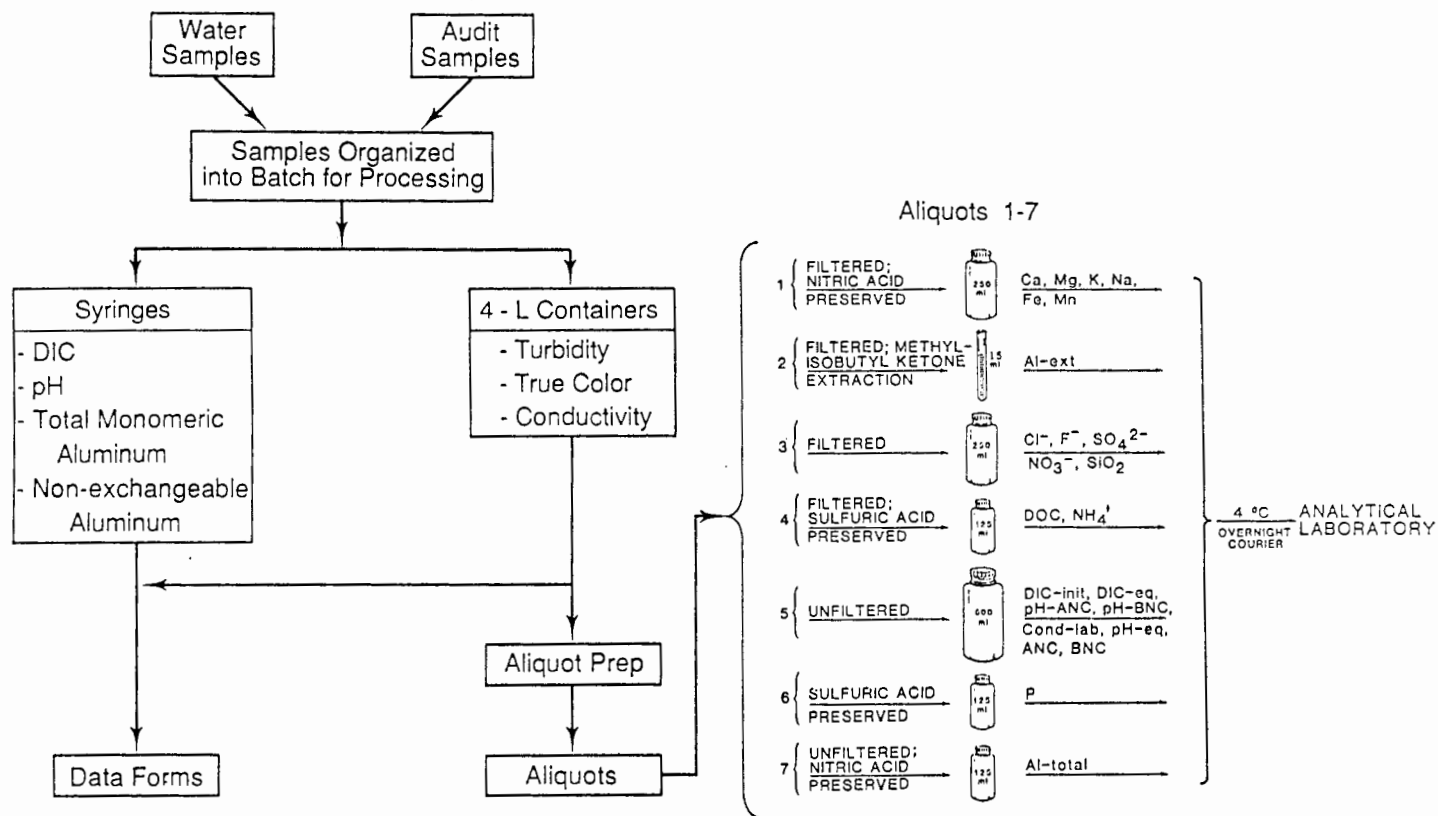 Water
Samples
Audit
Samples
Samples Organized
into Batch for Processing
Syringes
- DIC
- pH
- Total Monomeric
Aluminum
- Non-exchangeable
Aluminum
4 - L Containers
- Turbidity
- True Color
- Conductivity
Aliquot Prep
Data Forms
Aliquots
Aliquots 1-7
1
FILTERED;
NITRIC ACID
PRESERVED
250
ml
Ca, Mg, K, Na,
Fe, Mn
2
FILTERED; METHYL-
ISOBUTYL KETONE
EXTRACTION
15
ml
Al-ext
3
FILTERED
250
ml
Cl⁻, F⁻, SO₄²⁻
NO₃⁻, SiO₂
4
FILTERED;
SULFURIC ACID
PRESERVED
125
ml
DOC, NH₄⁺
5
UNFILTERED
600
ml
DIC-init, DIC-eq,
pH-ANC, pH-BNC,
Cond-lab, pH-eq,
ANC, BNC
6
SULFURIC ACID
PRESERVED
125
ml
P
7
UNFILTERED;
NITRIC ACID
PRESERVED
125
ml
Al-total
4 ºC
OVERNIGHT
COURIER
ANALYTICAL
LABORATORY